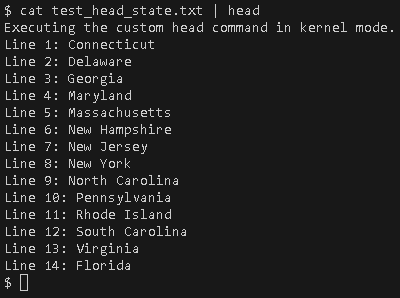 $ cat test_head_state.txt | head
Executing the custom head command in kernel mode.
Line 1: Connecticut
Line 2: Delaware
Line 3: Georgia
Line 4: Maryland
Line 5: Massachusetts
Line 6: New Hampshire
Line 7: New Jersey
Line 8: New York
Line 9: North Carolina
Line 10: Pennsylvania
Line 11: Rhode Island
Line 12: South Carolina
Line 13: Virginia
Line 14: Florida
$